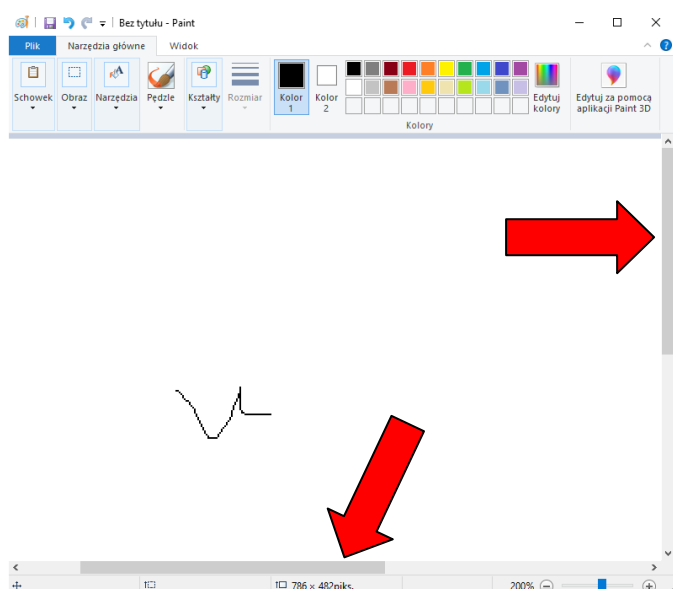 Bez tytułu - Paint
Plik Narzędzia główne Widok
Schowek Obraz Narzędzia Pędzle Kształty Rozmiar Kolor 1 Kolor 2 Edytuj kolory Edytuj za pomocą aplikacji Paint 3D
Kolory
786 × 482piks. 200%